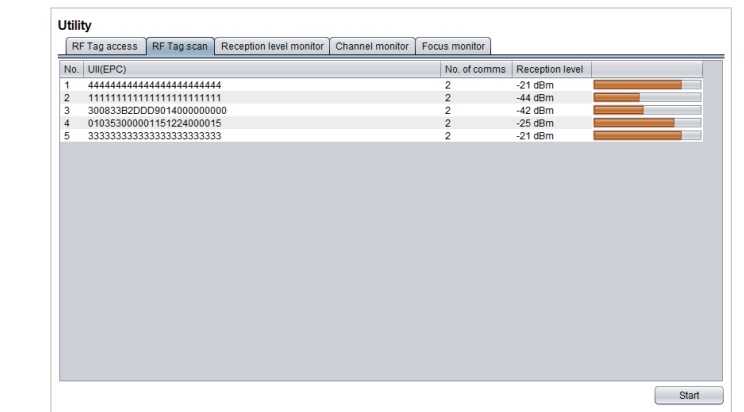 Utility
RF Tag access RF Tag scan Reception level monitor Channel monitor Focus monitor
No. UII(EPC) No. of comms Reception level
1 444444444444444444444444 2 -21 dBm
2 111111111111111111111111 2 -44 dBm
3 300833B2DDD9014000000000 2 -42 dBm
4 010353000001151224000015 2 -25 dBm
5 333333333333333333333333 2 -21 dBm
Start